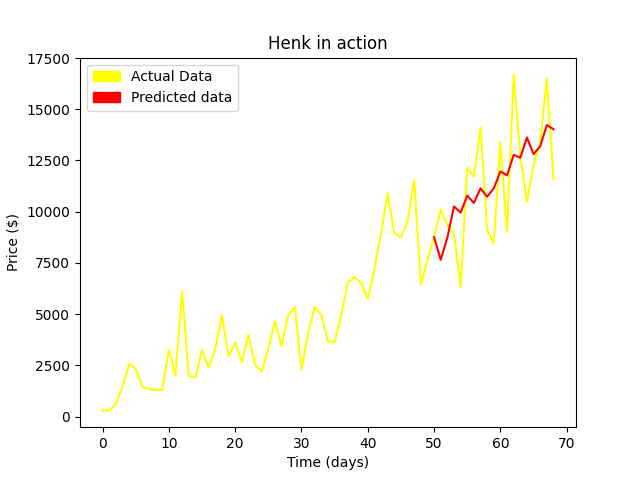 Henk in action
Actual Data
Predicted data
Price ($)
17500
15000
12500
10000
7500
5000
2500
0
0 10 20 30 40 50 60 70
Time (days)